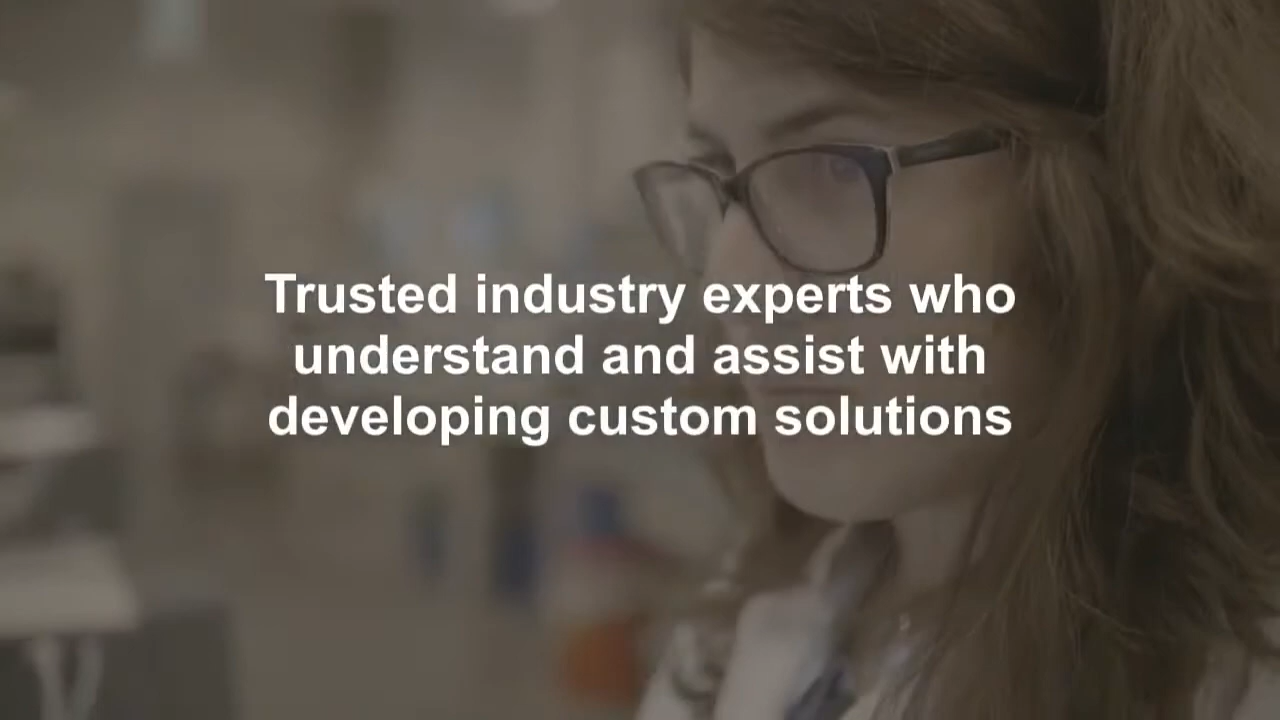 Trusted industry experts who
understand and assist with
developing custom solutions